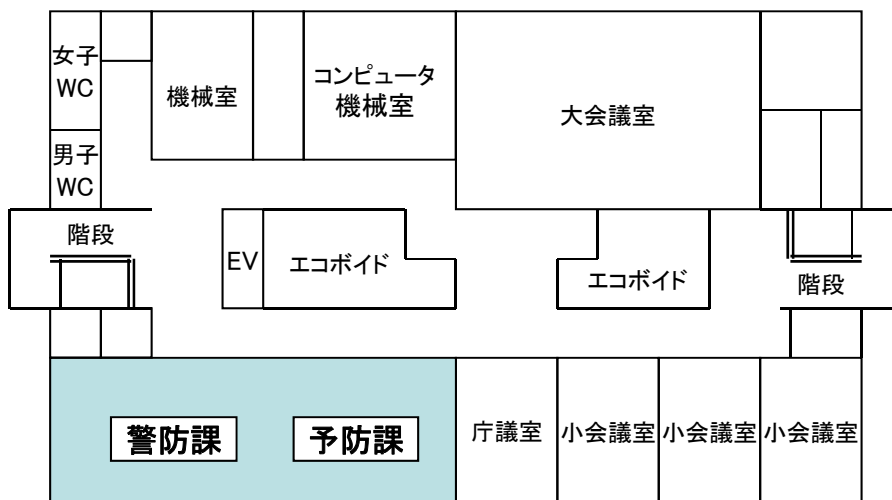 女子
WC
機械室
コンピュータ
機械室
大会議室
男子
WC
階段
EV
エコボイド
エコボイド
階段
警防課
予防課
庁議室
小会議室
小会議室
小会議室